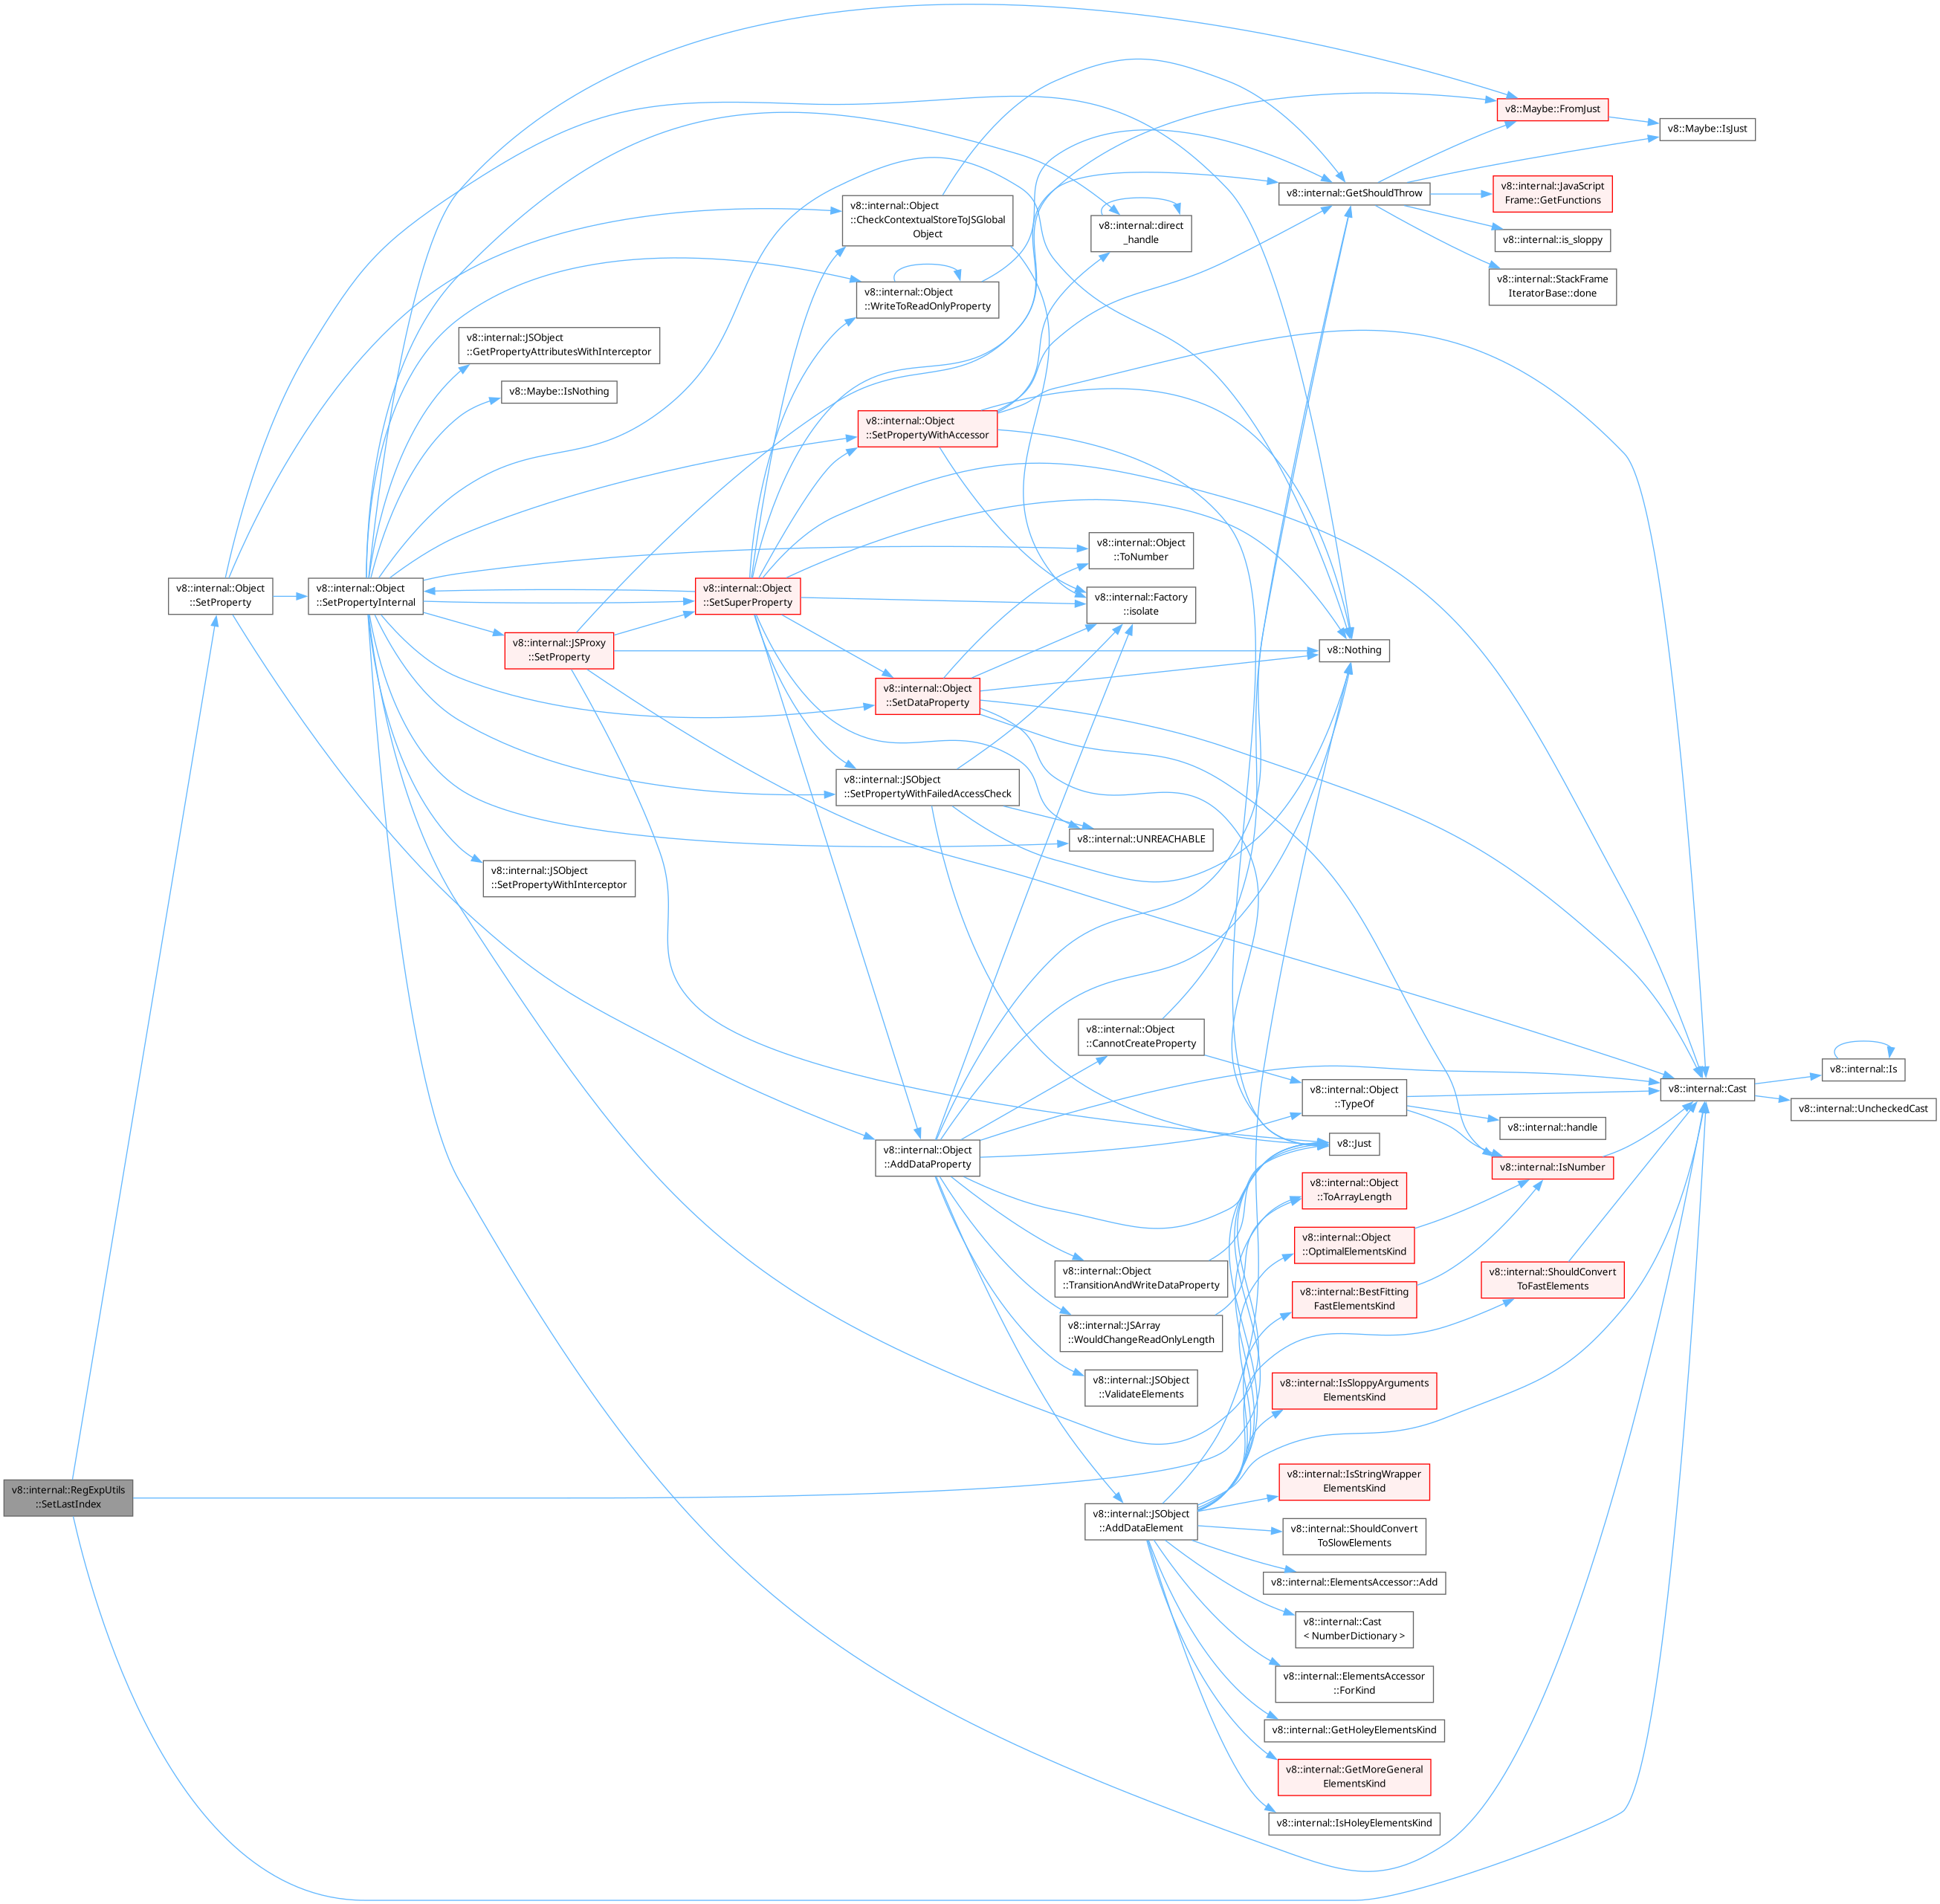 v8::Maybe::FromJust
v8::Maybe::IsJust
v8::internal::JavaScript
Frame::GetFunctions
v8::internal::GetShouldThrow
v8::internal::Object
::CheckContextualStoreToJSGlobal
Object
v8::internal::direct
_handle
v8::internal::is_sloppy
v8::internal::StackFrame
IteratorBase::done
v8::internal::Object
::WriteToReadOnlyProperty
v8::internal::JSObject
::GetPropertyAttributesWithInterceptor
v8::Maybe::IsNothing
v8::internal::Object
::SetPropertyWithAccessor
v8::internal::Object
::ToNumber
v8::internal::Object
::SetProperty
v8::internal::Object
::SetPropertyInternal
v8::internal::Object
::SetSuperProperty
v8::internal::Factory
::isolate
v8::internal::JSProxy
::SetProperty
v8::Nothing
v8::internal::Object
::SetDataProperty
v8::internal::JSObject
::SetPropertyWithFailedAccessCheck
v8::internal::UNREACHABLE
v8::internal::JSObject
::SetPropertyWithInterceptor
v8::internal::Object
::CannotCreateProperty
v8::internal::Is
v8::internal::Object
::TypeOf
v8::internal::Cast
v8::internal::UncheckedCast
v8::internal::handle
v8::Just
v8::internal::Object
::AddDataProperty
v8::internal::IsNumber
v8::internal::Object
::ToArrayLength
v8::internal::Object
::OptimalElementsKind
v8::internal::Object
::TransitionAndWriteDataProperty
v8::internal::ShouldConvert
ToFastElements
v8::internal::BestFitting
FastElementsKind
v8::internal::JSArray
::WouldChangeReadOnlyLength
v8::internal::JSObject
::ValidateElements
v8::internal::IsSloppyArguments
ElementsKind
v8::internal::RegExpUtils
::SetLastIndex
v8::internal::IsStringWrapper
ElementsKind
v8::internal::JSObject
::AddDataElement
v8::internal::ShouldConvert
ToSlowElements
v8::internal::ElementsAccessor::Add
v8::internal::Cast
< NumberDictionary >
v8::internal::ElementsAccessor
::ForKind
v8::internal::GetHoleyElementsKind
v8::internal::GetMoreGeneral
ElementsKind
v8::internal::IsHoleyElementsKind